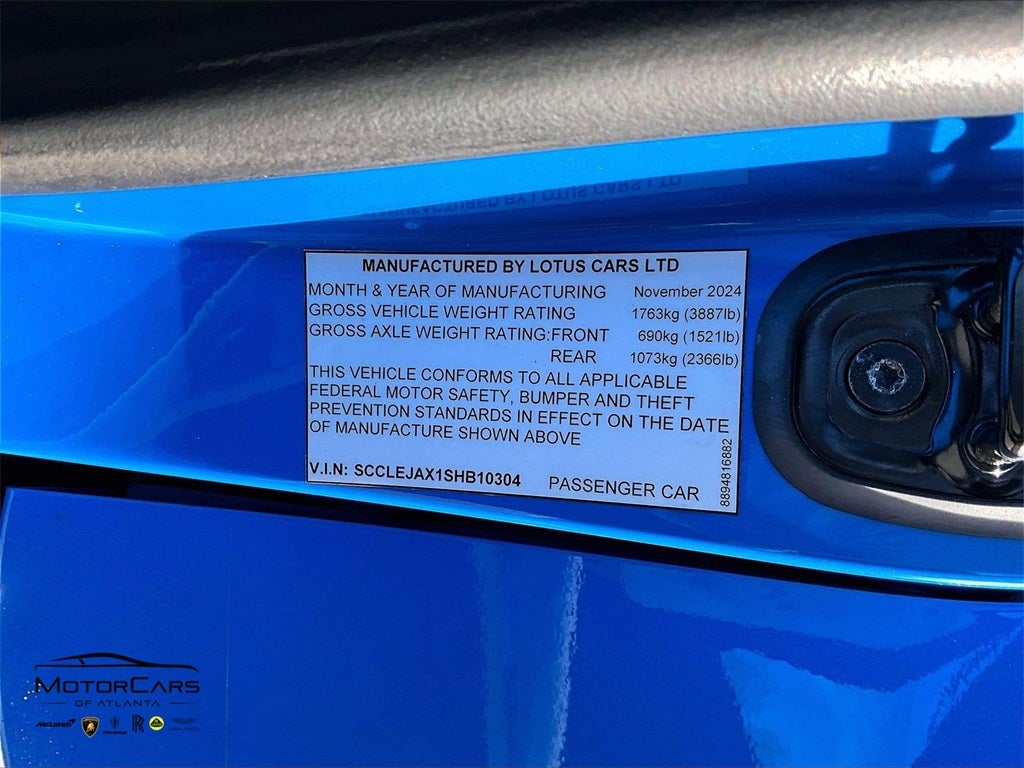 MANUFACTURED BY LOTUS CARS LTD
MONTH & YEAR OF MANUFACTURING November 2024
GROSS VEHICLE WEIGHT RATING 1763kg (3887lb)
GROSS AXLE WEIGHT RATING: FRONT 690kg (1521lb)
REAR 1073kg (2366lb)
THIS VEHICLE CONFORMS TO ALL APPLICABLE
FEDERAL MOTOR SAFETY, BUMPER AND THEFT
PREVENTION STANDARDS IN EFFECT ON THE DATE
OF MANUFACTURE SHOWN ABOVE
V.I.N: SCCLEJAX1SHB10304 PASSENGER CAR
8894816882
MOTORCARS
OF ATLANTA
McLaren